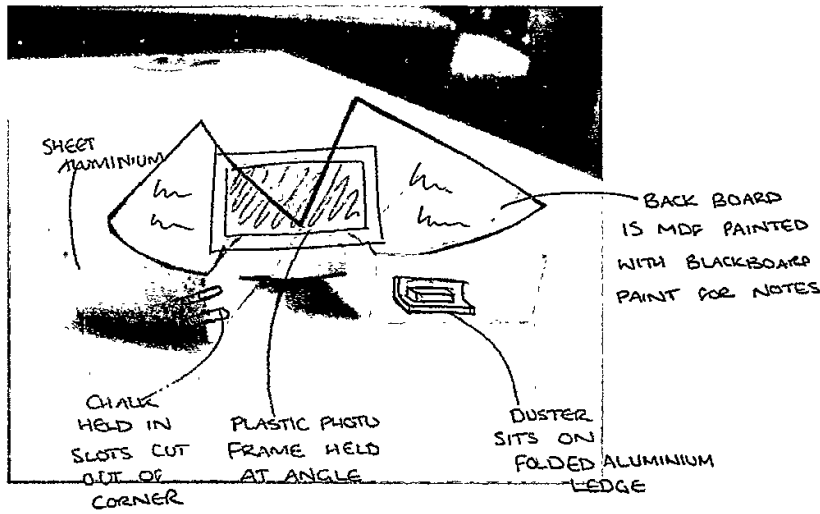 SHEET
ALUMINIUM
BACK BOARD
IS MDF PAINTED
WITH BLACKBOARD
PAINT FOR NOTES
CHALK
HELD IN
SLOTS CUT
OUT OF
CORNER
PLASTIC PHOTO
FRAME HELD
AT ANGLE
DUSTER
SITS ON
FOLDED ALUMINIUM
LEDGE